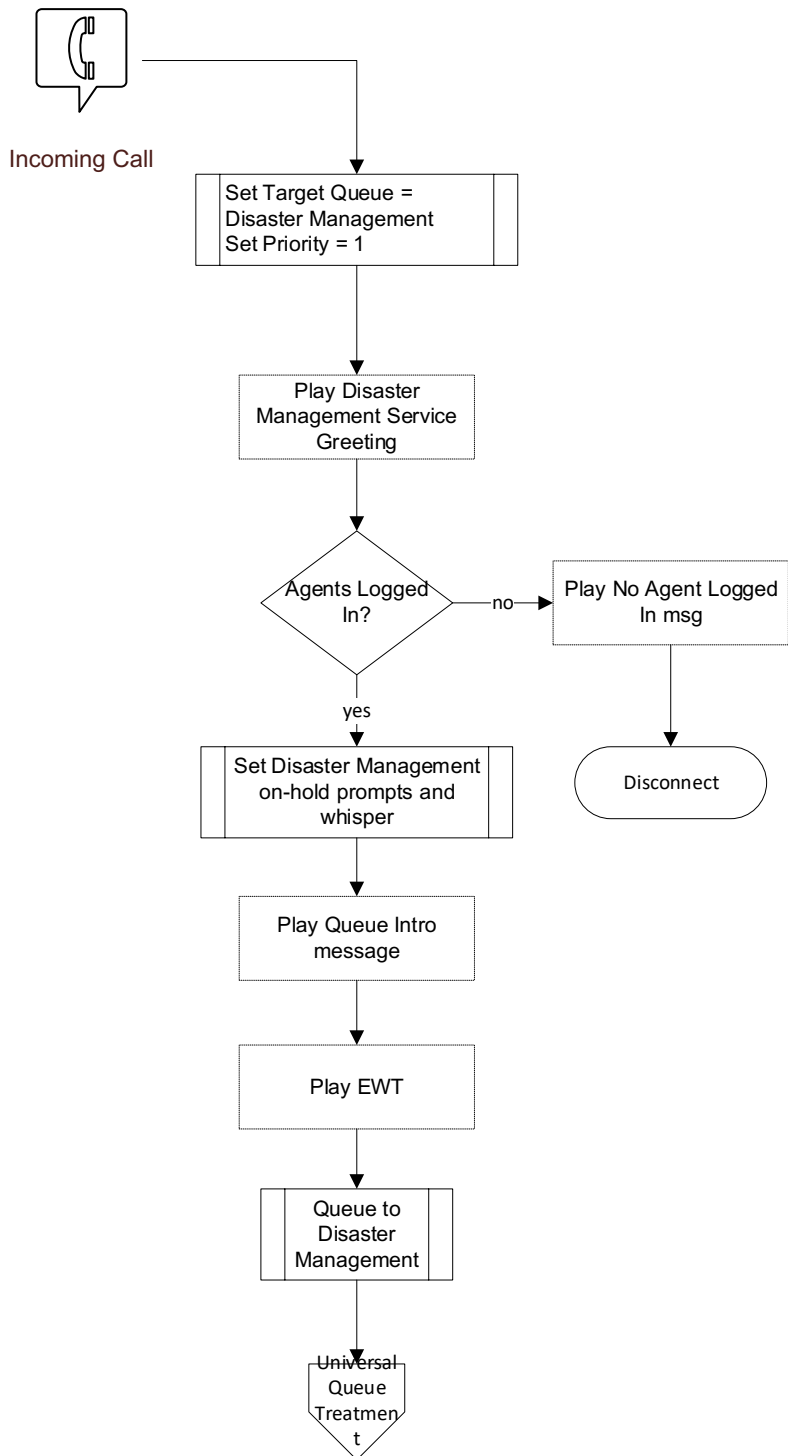 Incoming Call
Set Target Queue =
Disaster Management
Set Priority = 1
Play Disaster
Management Service
Greeting
Agents Logged
In?
no
Play No Agent Logged
In msg
yes
Disconnect
Set Disaster Management
on-hold prompts and
whisper
Play Queue Intro
message
Play EWT
Queue to
Disaster
Management
Universal
Queue
Treatmen
t